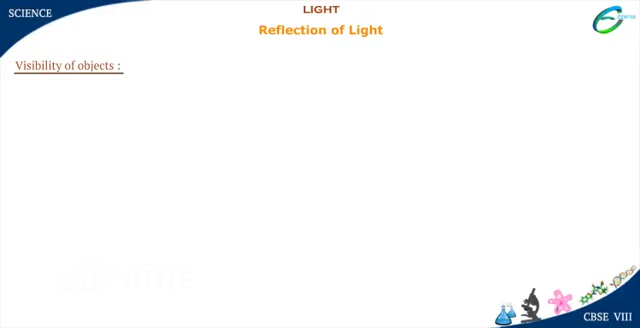 SCIENCE
LIGHT
Reflection of Light
Visibility of objects :
CBSE VIII